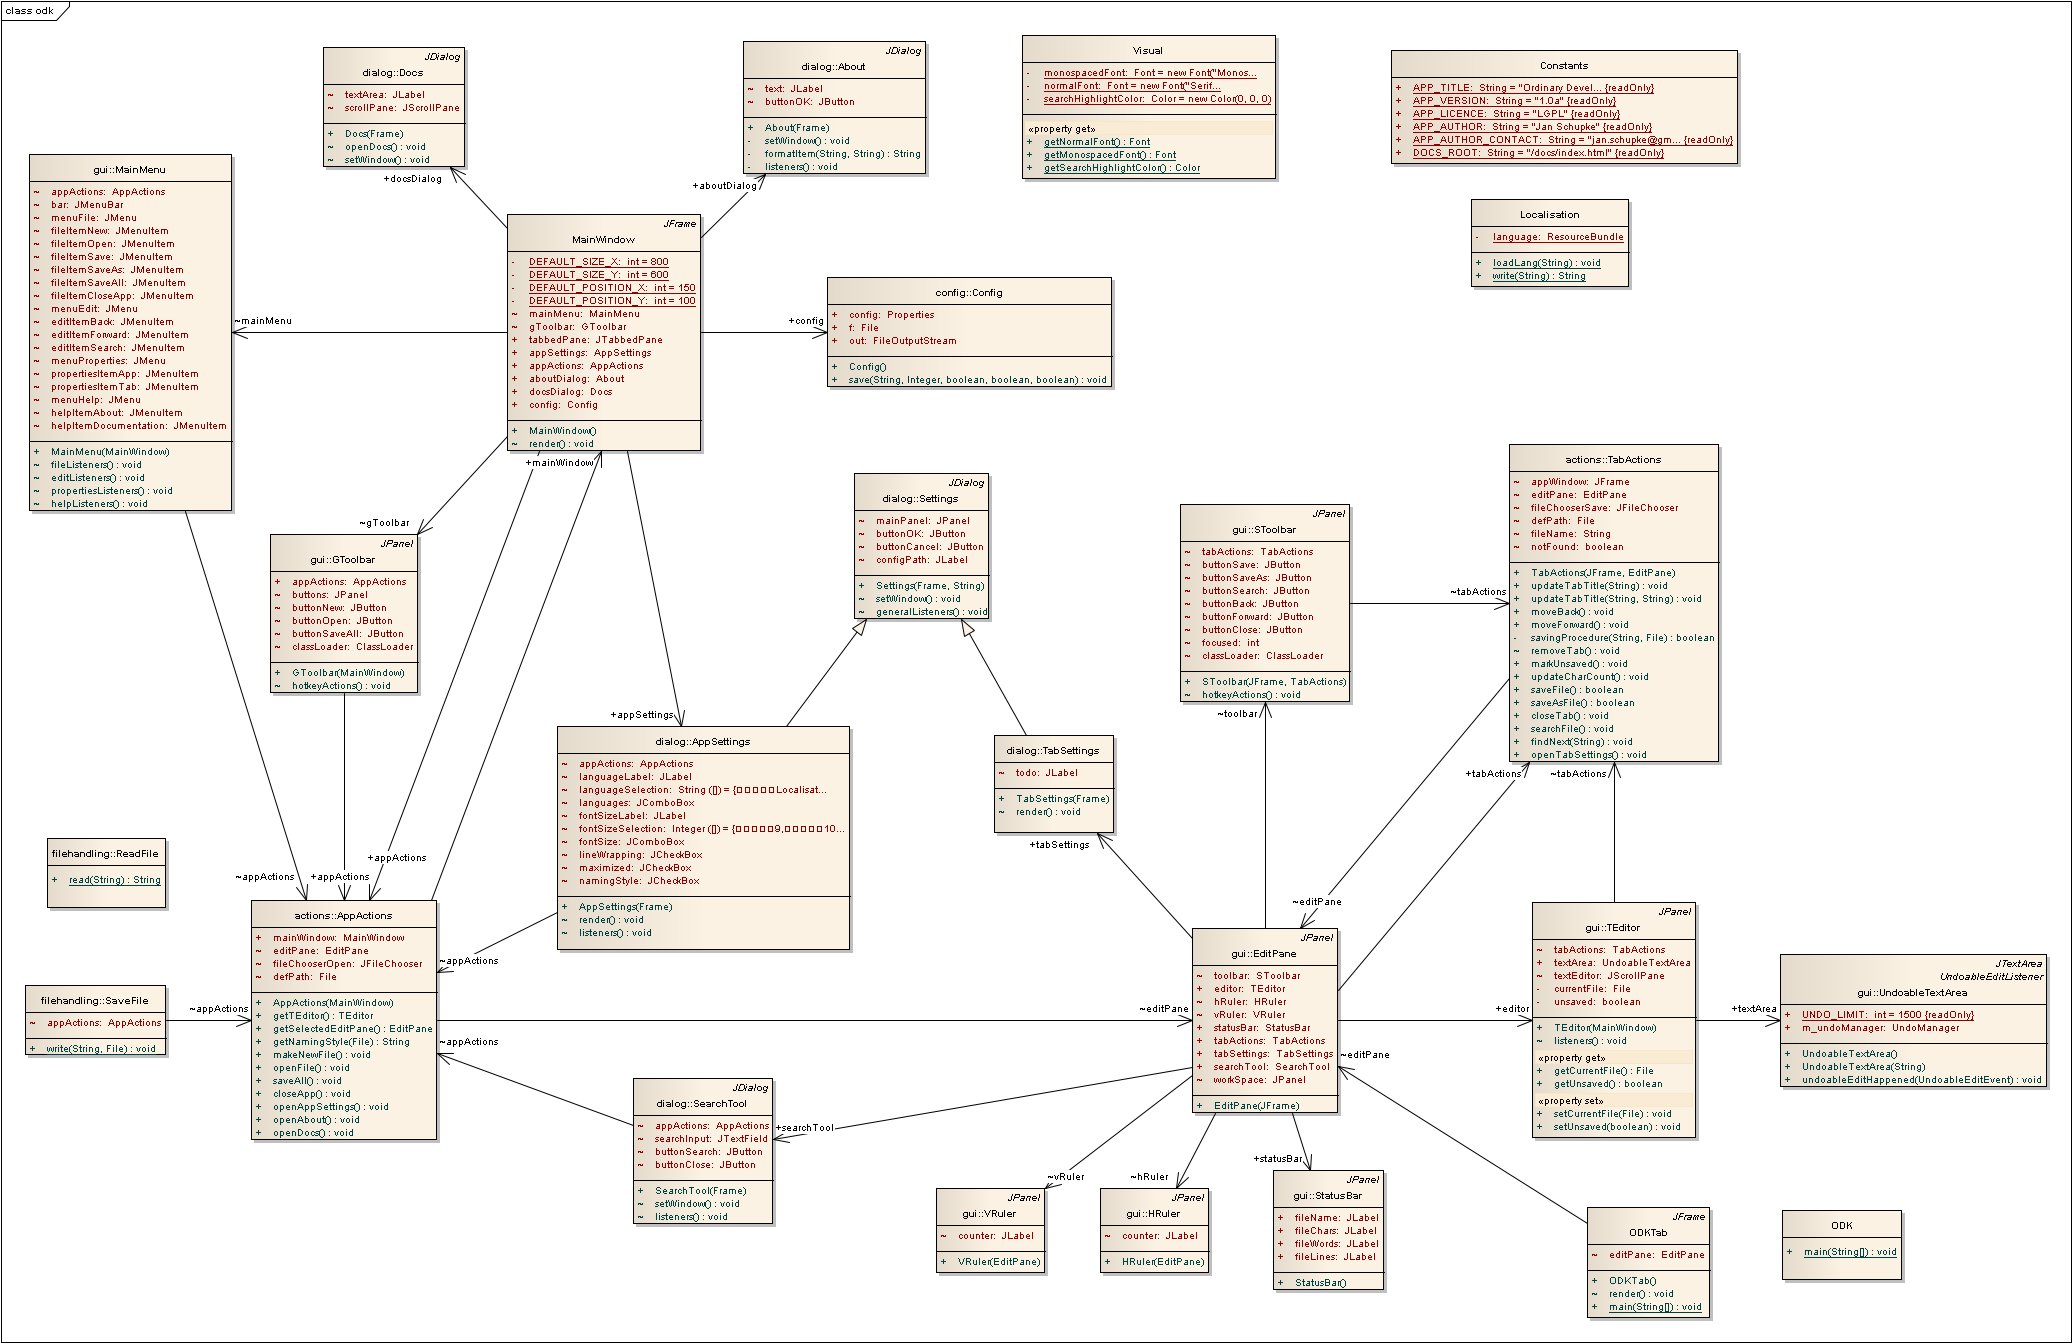 class odk
JDialog
dialog::Docs
~ textArea: JLabel
~ scrollPane: JScrollPane
+ Docs(Frame)
~ openDocs() : void
~ setWindow() : void
JDialog
dialog::About
~ text: JLabel
~ buttonOK: JButton
+ About(Frame)
- setWindow() : void
- formatItem(String, String) : String
- listeners() : void
Visual
- monospacedFont: Font = new Font("Monos...
- normalFont: Font = new Font("Serif...
- searchHighlightColor: Color = new Color(0, 0, 0)
«property get»
+ getNormalFont() : Font
+ getMonospacedFont() : Font
+ getSearchHighlightColor() : Color
Constants
+ APP_TITLE: String = "Ordinary Devel... {readOnly}
+ APP_VERSION: String = "1.0a" {readOnly}
+ APP_LICENCE: String = "LGPL" {readOnly}
+ APP_AUTHOR: String = "Jan Schupke" {readOnly}
+ APP_AUTHOR_CONTACT: String = "jan.schupke@gm... {readOnly}
+ DOCS_ROOT: String = "/docs/index.html" {readOnly}
Localisation
- language: ResourceBundle
+ loadLang(String) : void
+ write(String) : String
gui::MainMenu
~ appActions: AppActions
~ bar: JMenuBar
~ menuFile: JMenu
~ fileItemNew: JMenuItem
~ fileItemOpen: JMenuItem
~ fileItemSave: JMenuItem
~ fileItemSaveAs: JMenuItem
~ fileItemSaveAll: JMenuItem
~ fileItemCloseApp: JMenuItem
~ menuEdit: JMenu
~ editItemBack: JMenuItem
~ editItemForward: JMenuItem
~ editItemSearch: JMenuItem
~ menuProperties: JMenu
~ propertiesItemApp: JMenuItem
~ propertiesItemTab: JMenuItem
~ menuHelp: JMenu
~ helpItemAbout: JMenuItem
~ helpItemDocumentation: JMenuItem
+ MainMenu(MainWindow)
~ fileListeners() : void
~ editListeners() : void
~ propertiesListeners() : void
~ helpListeners() : void
+docsDialog
+aboutDialog
~mainMenu
+config
JFrame
MainWindow
- DEFAULT_SIZE_X: int = 800
- DEFAULT_SIZE_Y: int = 600
- DEFAULT_POSITION_X: int = 150
- DEFAULT_POSITION_Y: int = 100
~ mainMenu: MainMenu
~ gToolbar: GToolbar
+ tabbedPane: JTabbedPane
+ appSettings: AppSettings
+ appActions: AppActions
+ aboutDialog: About
+ docsDialog: Docs
+ config: Config
+ MainWindow()
~ render() : void
config::Config
+ config: Properties
+ f: File
+ out: FileOutputStream
+ Config()
+ save(String, Integer, boolean, boolean, boolean) : void
+mainWindow
~gToolbar
JPanel
gui::GToolbar
+ appActions: AppActions
~ buttons: JPanel
~ buttonNew: JButton
~ buttonOpen: JButton
~ buttonSaveAll: JButton
~ classLoader: ClassLoader
+ GToolbar(MainWindow)
~ hotkeyActions() : void
JDialog
dialog::Settings
~ mainPanel: JPanel
~ buttonOK: JButton
~ buttonCancel: JButton
~ configPath: JLabel
+ Settings(Frame, String)
~ setWindow() : void
~ generalListeners() : void
JPanel
gui::SToolbar
~ tabActions: TabActions
~ buttonSave: JButton
~ buttonSaveAs: JButton
~ buttonSearch: JButton
~ buttonBack: JButton
~ buttonForward: JButton
~ buttonClose: JButton
~ focused: int
~ classLoader: ClassLoader
+ SToolbar(JFrame, TabActions)
~ hotkeyActions() : void
~tabActions
~toolbar
actions::TabActions
~ appWindow: JFrame
~ editPane: EditPane
~ fileChooserSave: JFileChooser
~ defPath: File
~ fileName: String
~ notFound: boolean
+ TabActions(JFrame, EditPane)
+ updateTabTitle(String) : void
+ updateTabTitle(String, String) : void
+ moveBack() : void
+ moveForward() : void
- savingProcedure(String, File) : boolean
~ removeTab() : void
+ markUnsaved() : void
+ updateCharCount() : void
+ saveFile() : boolean
+ saveAsFile() : boolean
+ closeTab() : void
+ searchFile() : void
+ findNext(String) : void
+ openTabSettings() : void
+tabActions
~tabActions
+appSettings
dialog::AppSettings
~ appActions: AppActions
~ languageLabel: JLabel
~ languageSelection: String ([]) = {□□□□□Localisat...
~ languages: JComboBox
~ fontSizeLabel: JLabel
~ fontSizeSelection: Integer ([]) = {□□□□□9,□□□□□10...
~ fontSize: JComboBox
~ lineWrapping: JCheckBox
~ maximized: JCheckBox
~ namingStyle: JCheckBox
+ AppSettings(Frame)
~ render() : void
~ listeners() : void
dialog::TabSettings
~ todo: JLabel
+ TabSettings(Frame)
~ render() : void
+tabSettings
filehandling::ReadFile
+ read(String) : String
~appActions
+appActions
+appActions
~appActions
actions::AppActions
+ mainWindow: MainWindow
~ editPane: EditPane
~ fileChooserOpen: JFileChooser
~ defPath: File
+ AppActions(MainWindow)
+ getTEditor() : TEditor
+ getSelectedEditPane() : EditPane
+ getNamingStyle(File) : String
+ makeNewFile() : void
+ openFile() : void
+ saveAll() : void
+ closeApp() : void
+ openAppSettings() : void
+ openAbout() : void
+ openDocs() : void
filehandling::SaveFile
~ appActions: AppActions
+ write(String, File) : void
~appActions
~appActions
~editPane
~editPane
JPanel
gui::EditPane
~ toolbar: SToolbar
+ editor: TEditor
~ hRuler: HRuler
~ vRuler: VRuler
+ statusBar: StatusBar
+ tabActions: TabActions
+ tabSettings: TabSettings
+ searchTool: SearchTool
~ workSpace: JPanel
+ EditPane(JFrame)
+editor
~editPane
JPanel
gui::TEditor
~ tabActions: TabActions
+ textArea: UndoableTextArea
~ textEditor: JScrollPane
- currentFile: File
- unsaved: boolean
+ TEditor(MainWindow)
~ listeners() : void
«property get»
+ getCurrentFile() : File
+ getUnsaved() : boolean
«property set»
+ setCurrentFile(File) : void
+ setUnsaved(boolean) : void
+textArea
JTextArea
UndoableEditListener
gui::UndoableTextArea
+ UNDO_LIMIT: int = 1500 {readOnly}
+ m_undoManager: UndoManager
+ UndoableTextArea()
+ UndoableTextArea(String)
+ undoableEditHappened(UndoableEditEvent) : void
JDialog
dialog::SearchTool
~ appActions: AppActions
~ searchInput: JTextField
~ buttonSearch: JButton
~ buttonClose: JButton
+ SearchTool(Frame)
~ setWindow() : void
~ listeners() : void
+searchTool
~vRuler
~hRuler
+statusBar
JPanel
gui::VRuler
~ counter: JLabel
+ VRuler(EditPane)
JPanel
gui::HRuler
~ counter: JLabel
+ HRuler(EditPane)
JPanel
gui::StatusBar
+ fileName: JLabel
+ fileChars: JLabel
+ fileWords: JLabel
+ fileLines: JLabel
+ StatusBar()
JFrame
ODKTab
~ editPane: EditPane
+ ODKTab()
~ render() : void
+ main(String[]) : void
ODK
+ main(String[]) : void